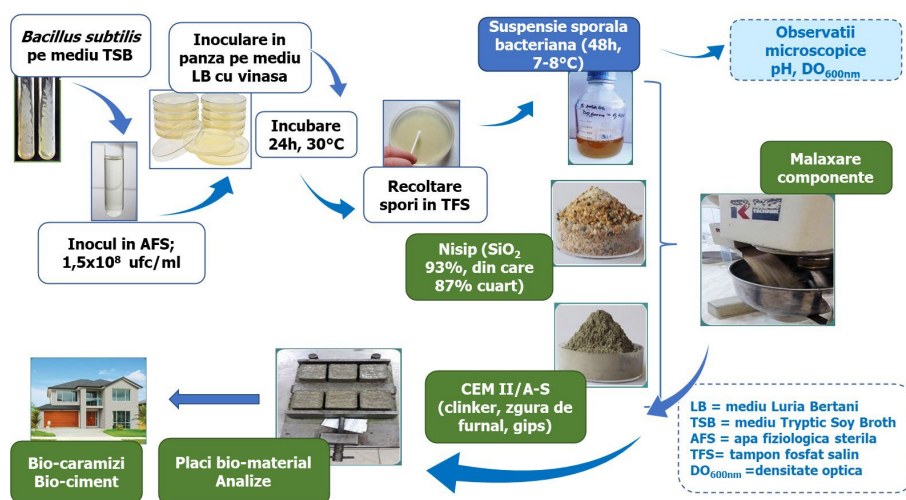 Bacillus subtilis
pe mediu TSB
Inoculare in
panza pe mediu
LB cu vinasa
Incubare
24h, 30°C
Inocul in AFS;
1,5x10⁸ ufc/ml
Recoltare
spori in TFS
Suspensie sporala
bacteriana (48h,
7-8°C)
Observatii
microscopice
pH, DO₆₀₀nm
Nisip (SiO₂
93%, din care
87% cuart)
CEM II/A-S
(clinker, zgura de
furnal, gips)
Malaxare
componente
K
TECHNIK
Placi bio-material
Analize
Bio-caramizi
Bio-ciment
LB = mediu Luria Bertani
TSB = mediu Tryptic Soy Broth
AFS = apa fiziologica sterila
TFS= tampon fosfat salin
DO₆₀₀nm =densitate optica